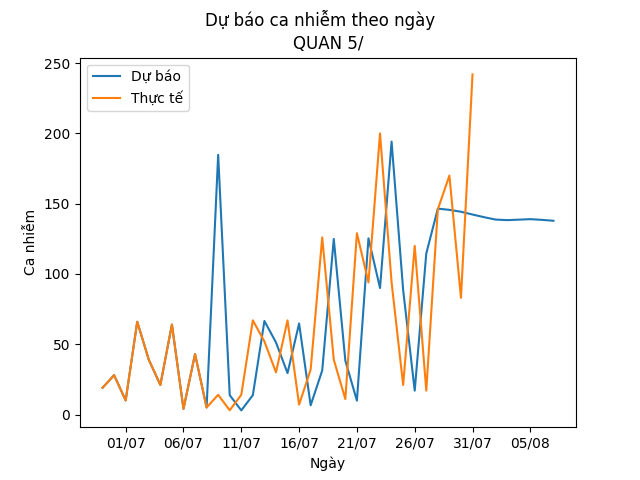 Dự báo ca nhiễm theo ngày
QUAN 5/
Dự báo
Thực tế
Ca nhiễm
250
200
150
100
50
0
01/07 06/07 11/07 16/07 21/07 26/07 31/07 05/08
Ngày